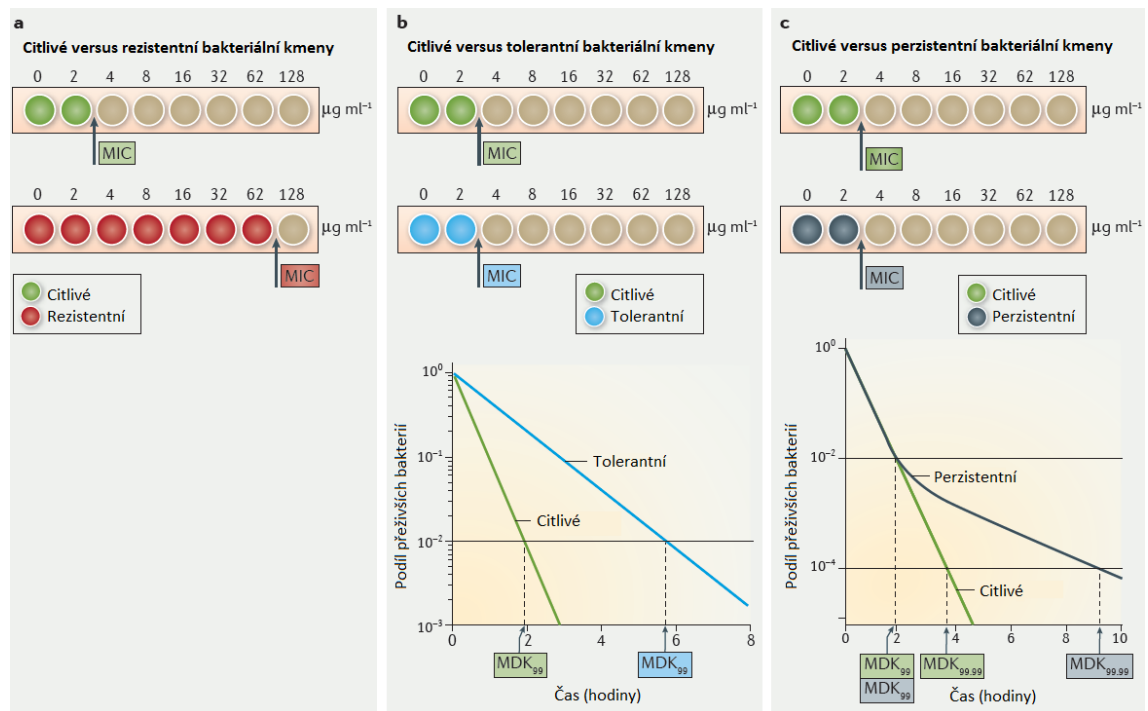 a
Citlivé versus rezistentní bakteriální kmeny
0 2 4 8 16 32 62 128
µg ml⁻¹
MIC
0 2 4 8 16 32 62 128
µg ml⁻¹
MIC
Citlivé
Rezistentní
b
Citlivé versus tolerantní bakteriální kmeny
0 2 4 8 16 32 62 128
µg ml⁻¹
MIC
0 2 4 8 16 32 62 128
µg ml⁻¹
MIC
Citlivé
Tolerantní
Podíl přeživších bakterií
10⁰
10⁻¹
10⁻²
10⁻³
Tolerantní
Citlivé
0 2 4 6 8
MDK₉₉ MDK₉₉
Čas (hodiny)
c
Citlivé versus perzistentní bakteriální kmeny
0 2 4 8 16 32 62 128
µg ml⁻¹
MIC
0 2 4 8 16 32 62 128
µg ml⁻¹
MIC
Citlivé
Perzistentní
Podíl přeživších bakterií
10⁰
10⁻²
10⁻⁴
Perzistentní
Citlivé
0 2 4 6 8 10
MDK₉₉ MDK₉₉.₉₉ MDK₉₉.₉₉
MDK₉₉
Čas (hodiny)